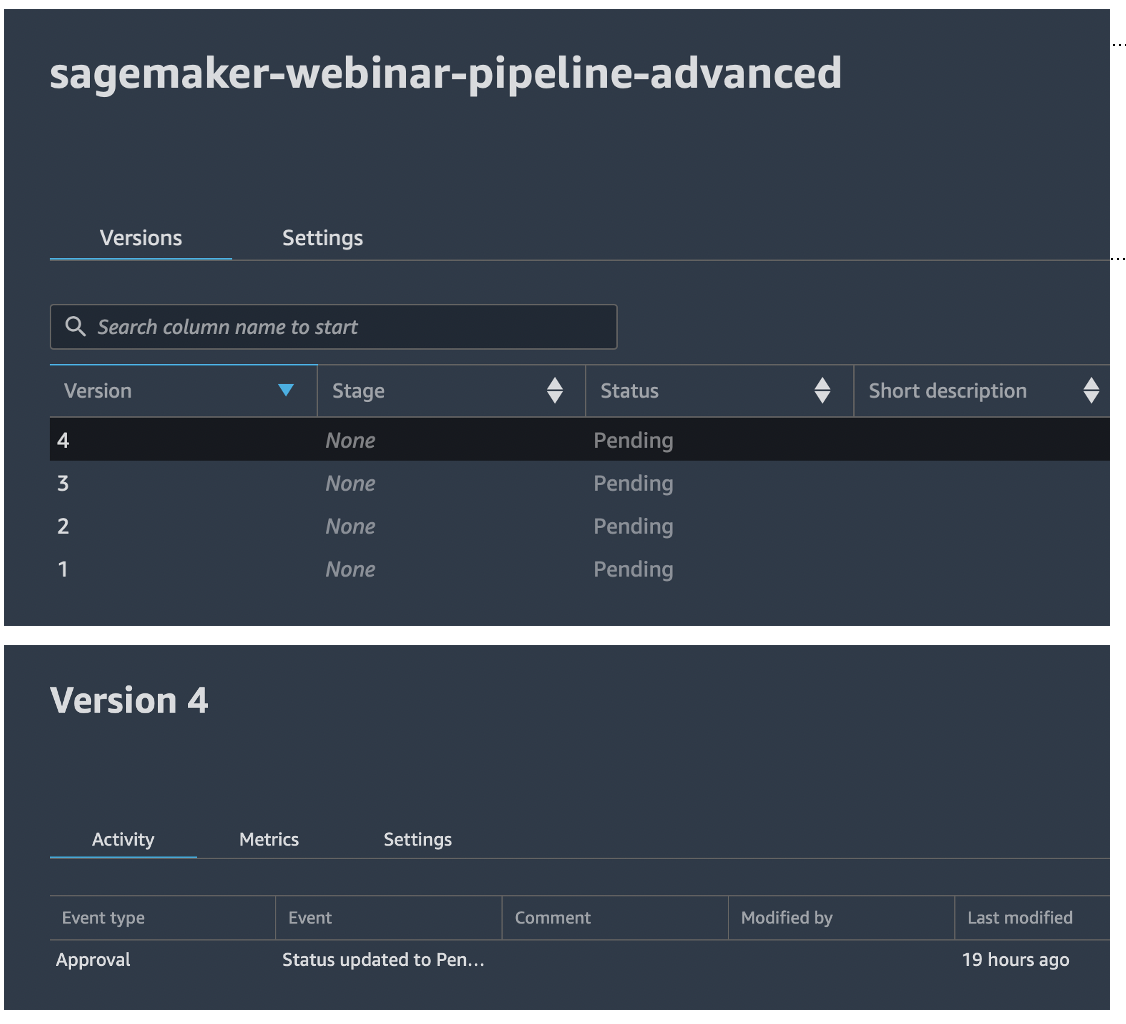 sagemaker-webinar-pipeline-advanced
Versions Settings
Search column name to start
Version Stage Status Short description
4 None Pending
3 None Pending
2 None Pending
1 None Pending
Version 4
Activity Metrics Settings
Event type Event Comment Modified by Last modified
Approval Status updated to Pen... 19 hours ago